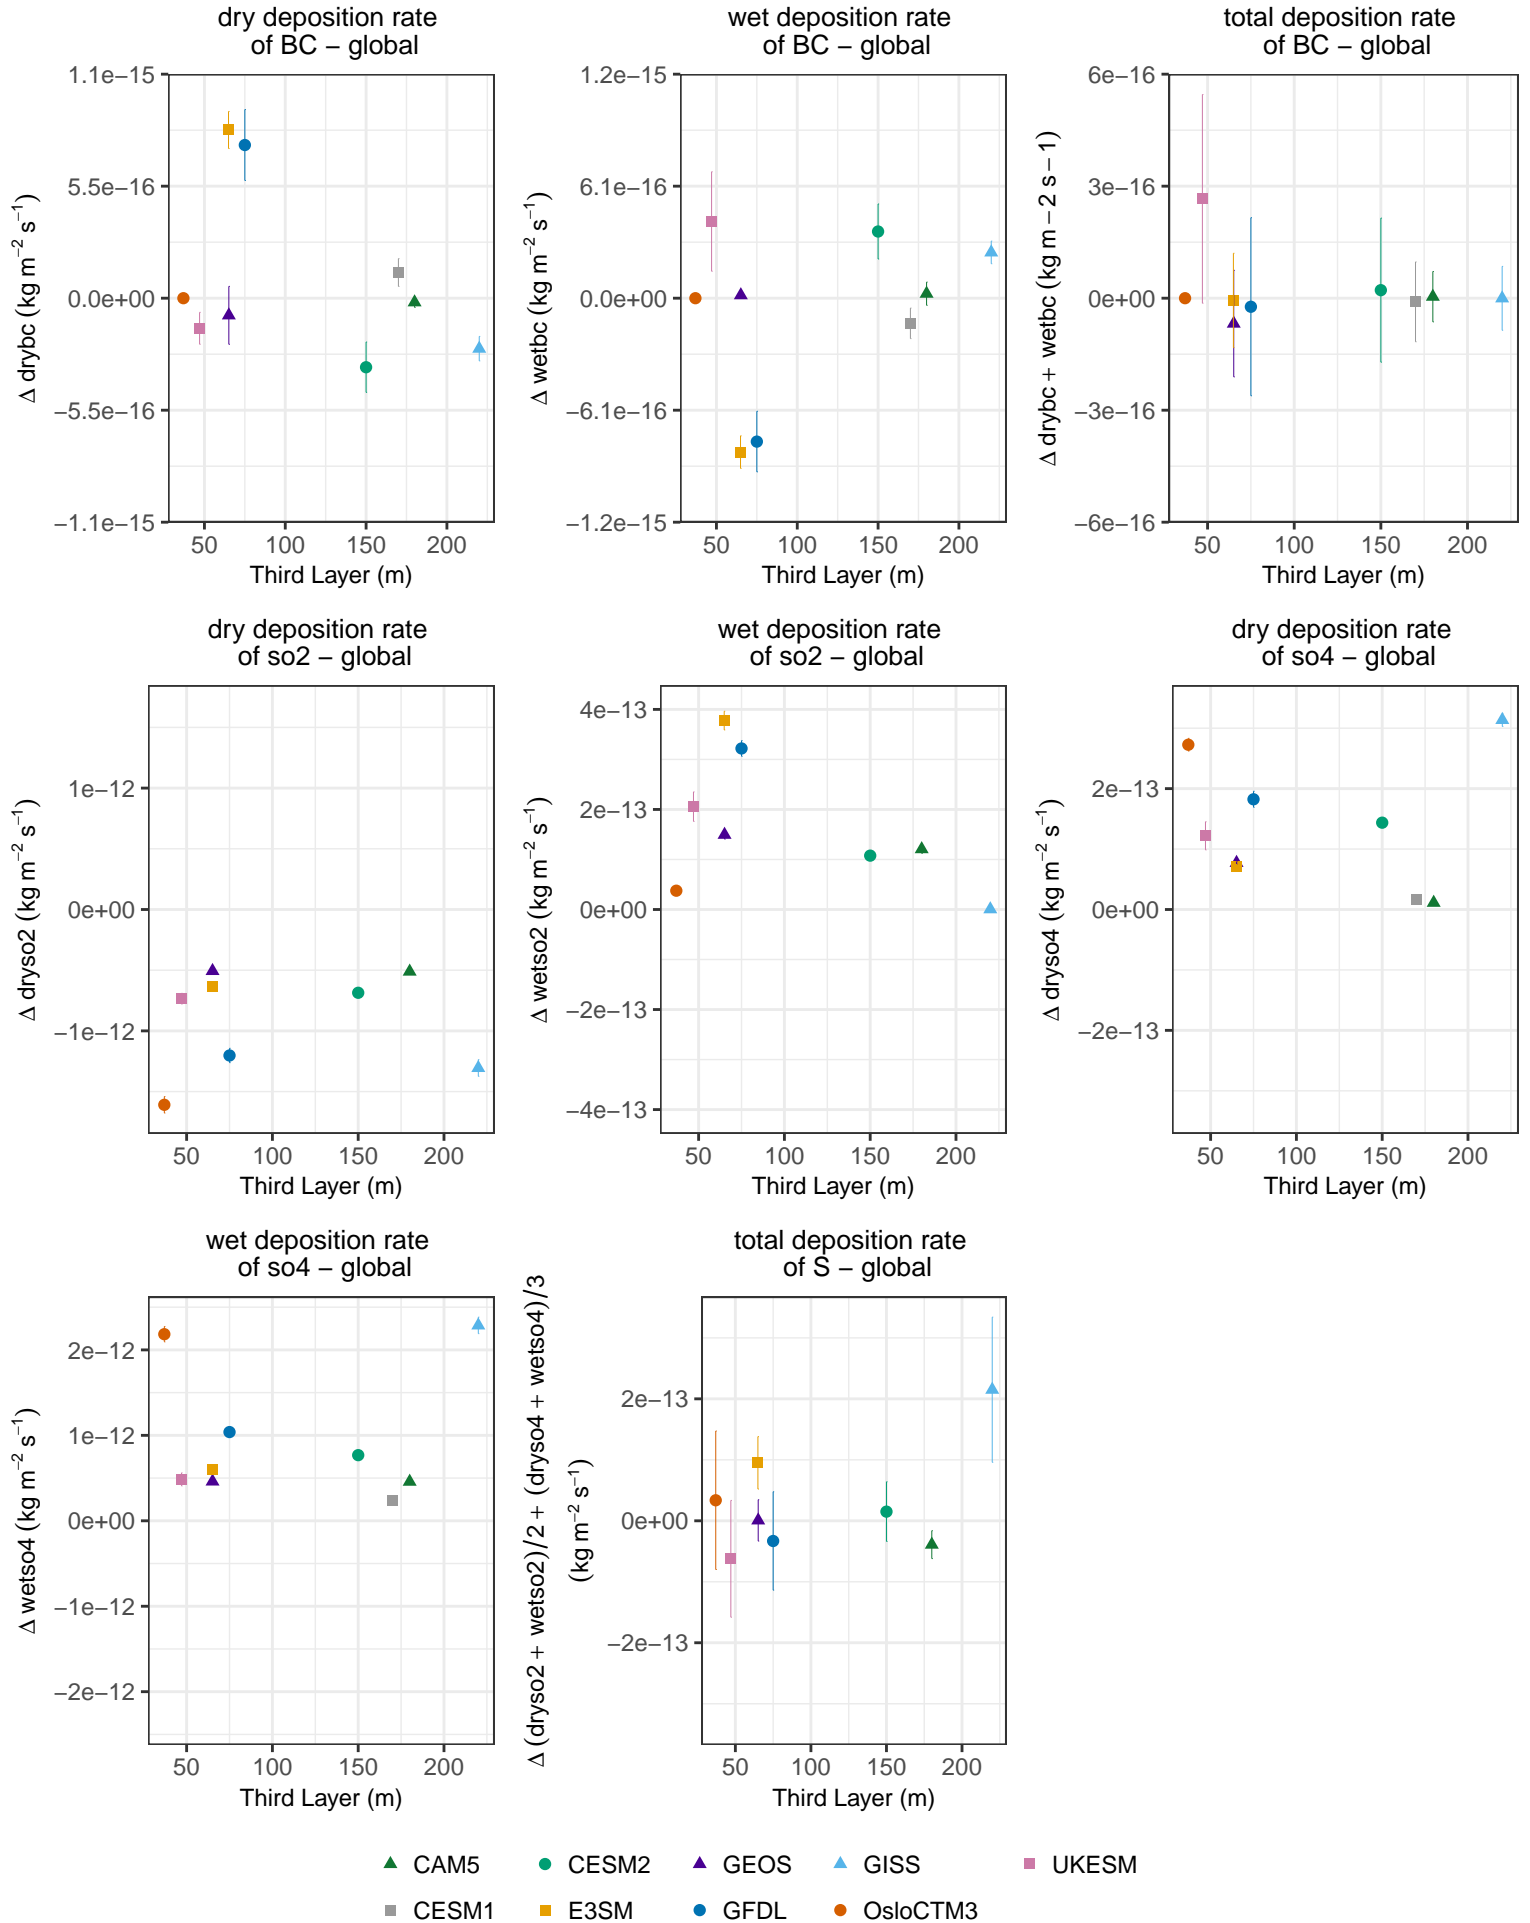 dry deposition rate
of BC − global
1.1e−15
5.5e−16
0.0e+00
−5.5e−16
−1.1e−15
50 100 150 200
Third Layer (m)
Δ drybc (kg m−2 s−1)
wet deposition rate
of BC − global
1.2e−15
6.1e−16
0.0e+00
−6.1e−16
−1.2e−15
50 100 150 200
Third Layer (m)
Δ wetbc (kg m−2 s−1)
total deposition rate
of BC − global
6e−16
3e−16
0e+00
−3e−16
−6e−16
50 100 150 200
Third Layer (m)
Δ drybc + wetbc (kg m − 2 s − 1)
dry deposition rate
of so2 − global
1e−12
0e+00
−1e−12
50 100 150 200
Third Layer (m)
Δ dryso2 (kg m−2 s−1)
wet deposition rate
of so2 − global
4e−13
2e−13
0e+00
−2e−13
−4e−13
50 100 150 200
Third Layer (m)
Δ wetso2 (kg m−2 s−1)
dry deposition rate
of so4 − global
2e−13
0e+00
−2e−13
50 100 150 200
Third Layer (m)
Δ dryso4 (kg m−2 s−1)
wet deposition rate
of so4 − global
2e−12
1e−12
0e+00
−1e−12
−2e−12
50 100 150 200
Third Layer (m)
Δ wetso4 (kg m−2 s−1)
total deposition rate
of S − global
2e−13
0e+00
−2e−13
50 100 150 200
Third Layer (m)
Δ (dryso2 + wetso2)/2 + (dryso4 + wetso4)/3
(kg m−2 s−1)
CAM5 CESM2 GEOS GISS UKESM
CESM1 E3SM GFDL OsloCTM3